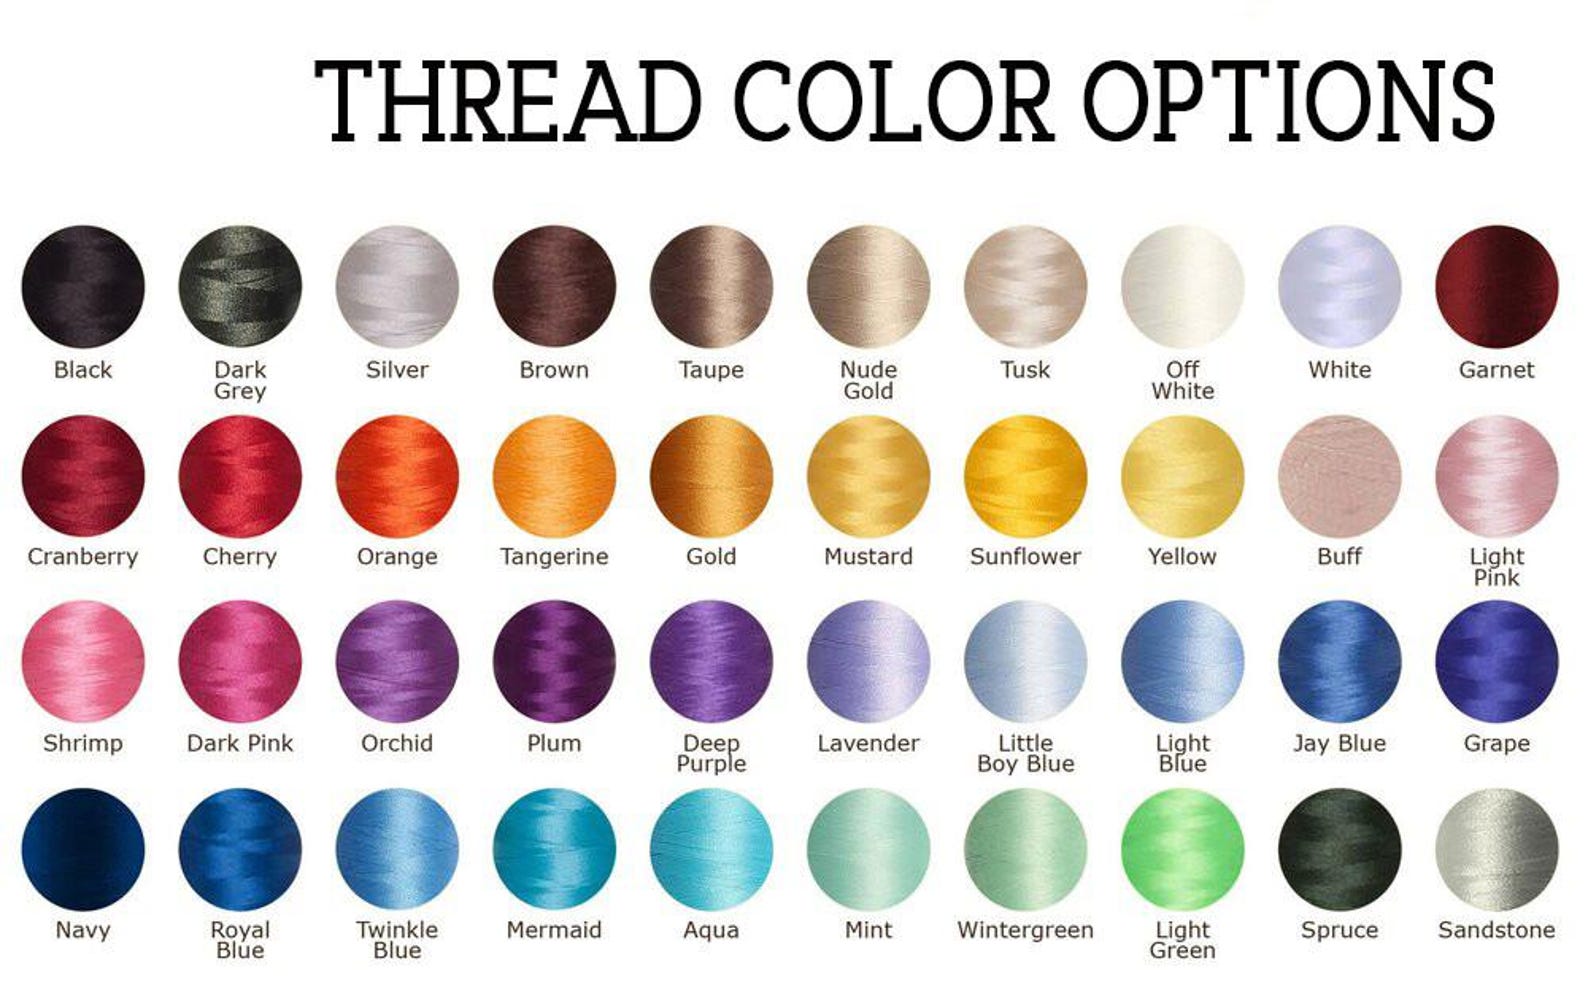 THREAD COLOR OPTIONS
Black
Dark
Grey
Silver
Brown
Taupe
Nude
Gold
Tusk
Off
White
White
Garnet
Cranberry
Cherry
Orange
Tangerine
Gold
Mustard
Sunflower
Yellow
Buff
Light
Pink
Shrimp
Dark Pink
Orchid
Plum
Deep
Purple
Lavender
Little
Boy Blue
Light
Blue
Jay Blue
Grape
Navy
Royal
Blue
Twinkle
Blue
Mermaid
Aqua
Mint
Wintergreen
Light
Green
Spruce
Sandstone